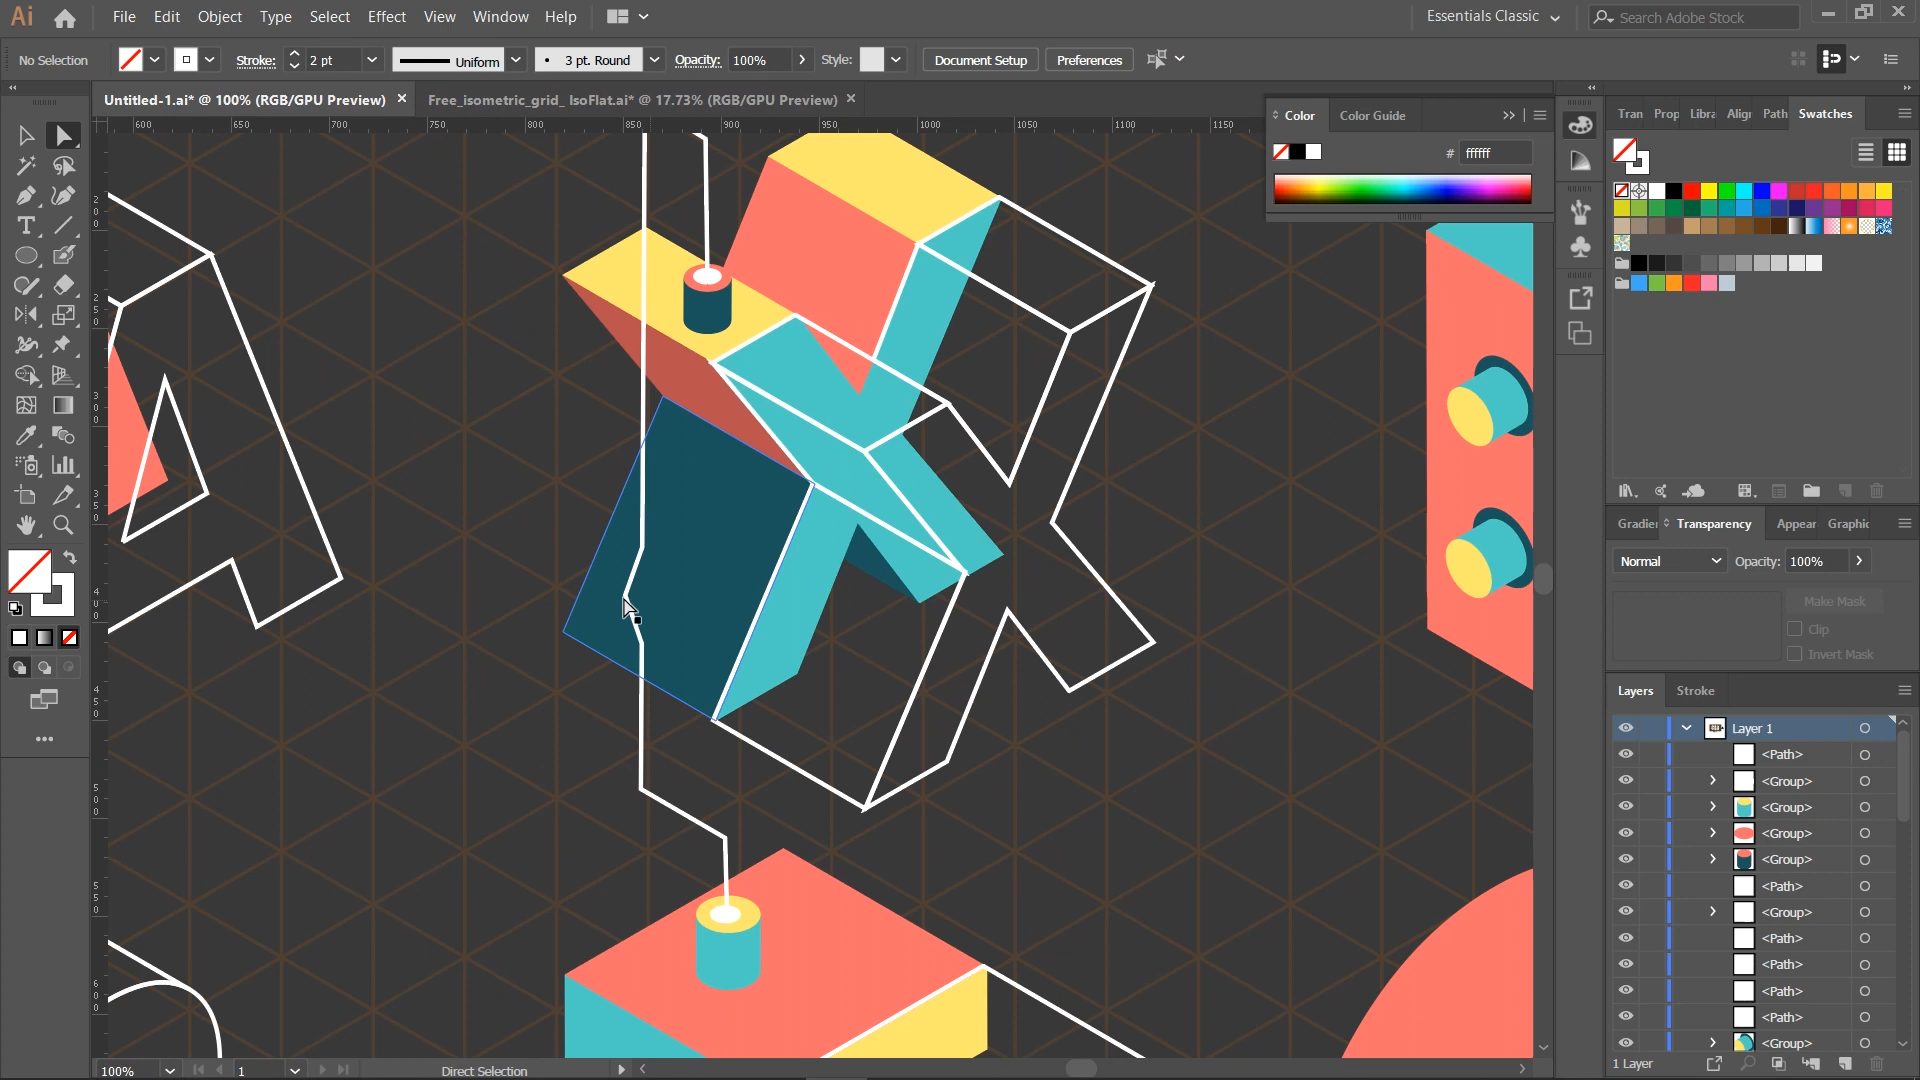 Ai File Edit Object Type Select Effect View Window Help Essentials Classic Search Adobe Stock
No Selection Stroke: 2 pt Uniform 3 pt. Round Opacity: 100% Style: Document Setup Preferences
Untitled-1.ai* @ 100% (RGB/GPU Preview) Free_isometric_grid_ IsoFlat.ai* @ 17.73% (RGB/GPU Preview)
600 650 700 750 800 850 900 950 1000 1050 1100 1150
Color Color Guide
# ffffff
Tran Prop Libra Align Path Swatches
Gradier Transparency Appear Graphic
Normal Opacity: 100%
Make Mask
Clip
Invert Mask
Layers Stroke
Layer 1
<Path>
<Group>
<Group>
<Group>
<Group>
<Path>
<Group>
<Path>
<Path>
<Path>
<Path>
<Group>
1 Layer
100% 1 Direct Selection